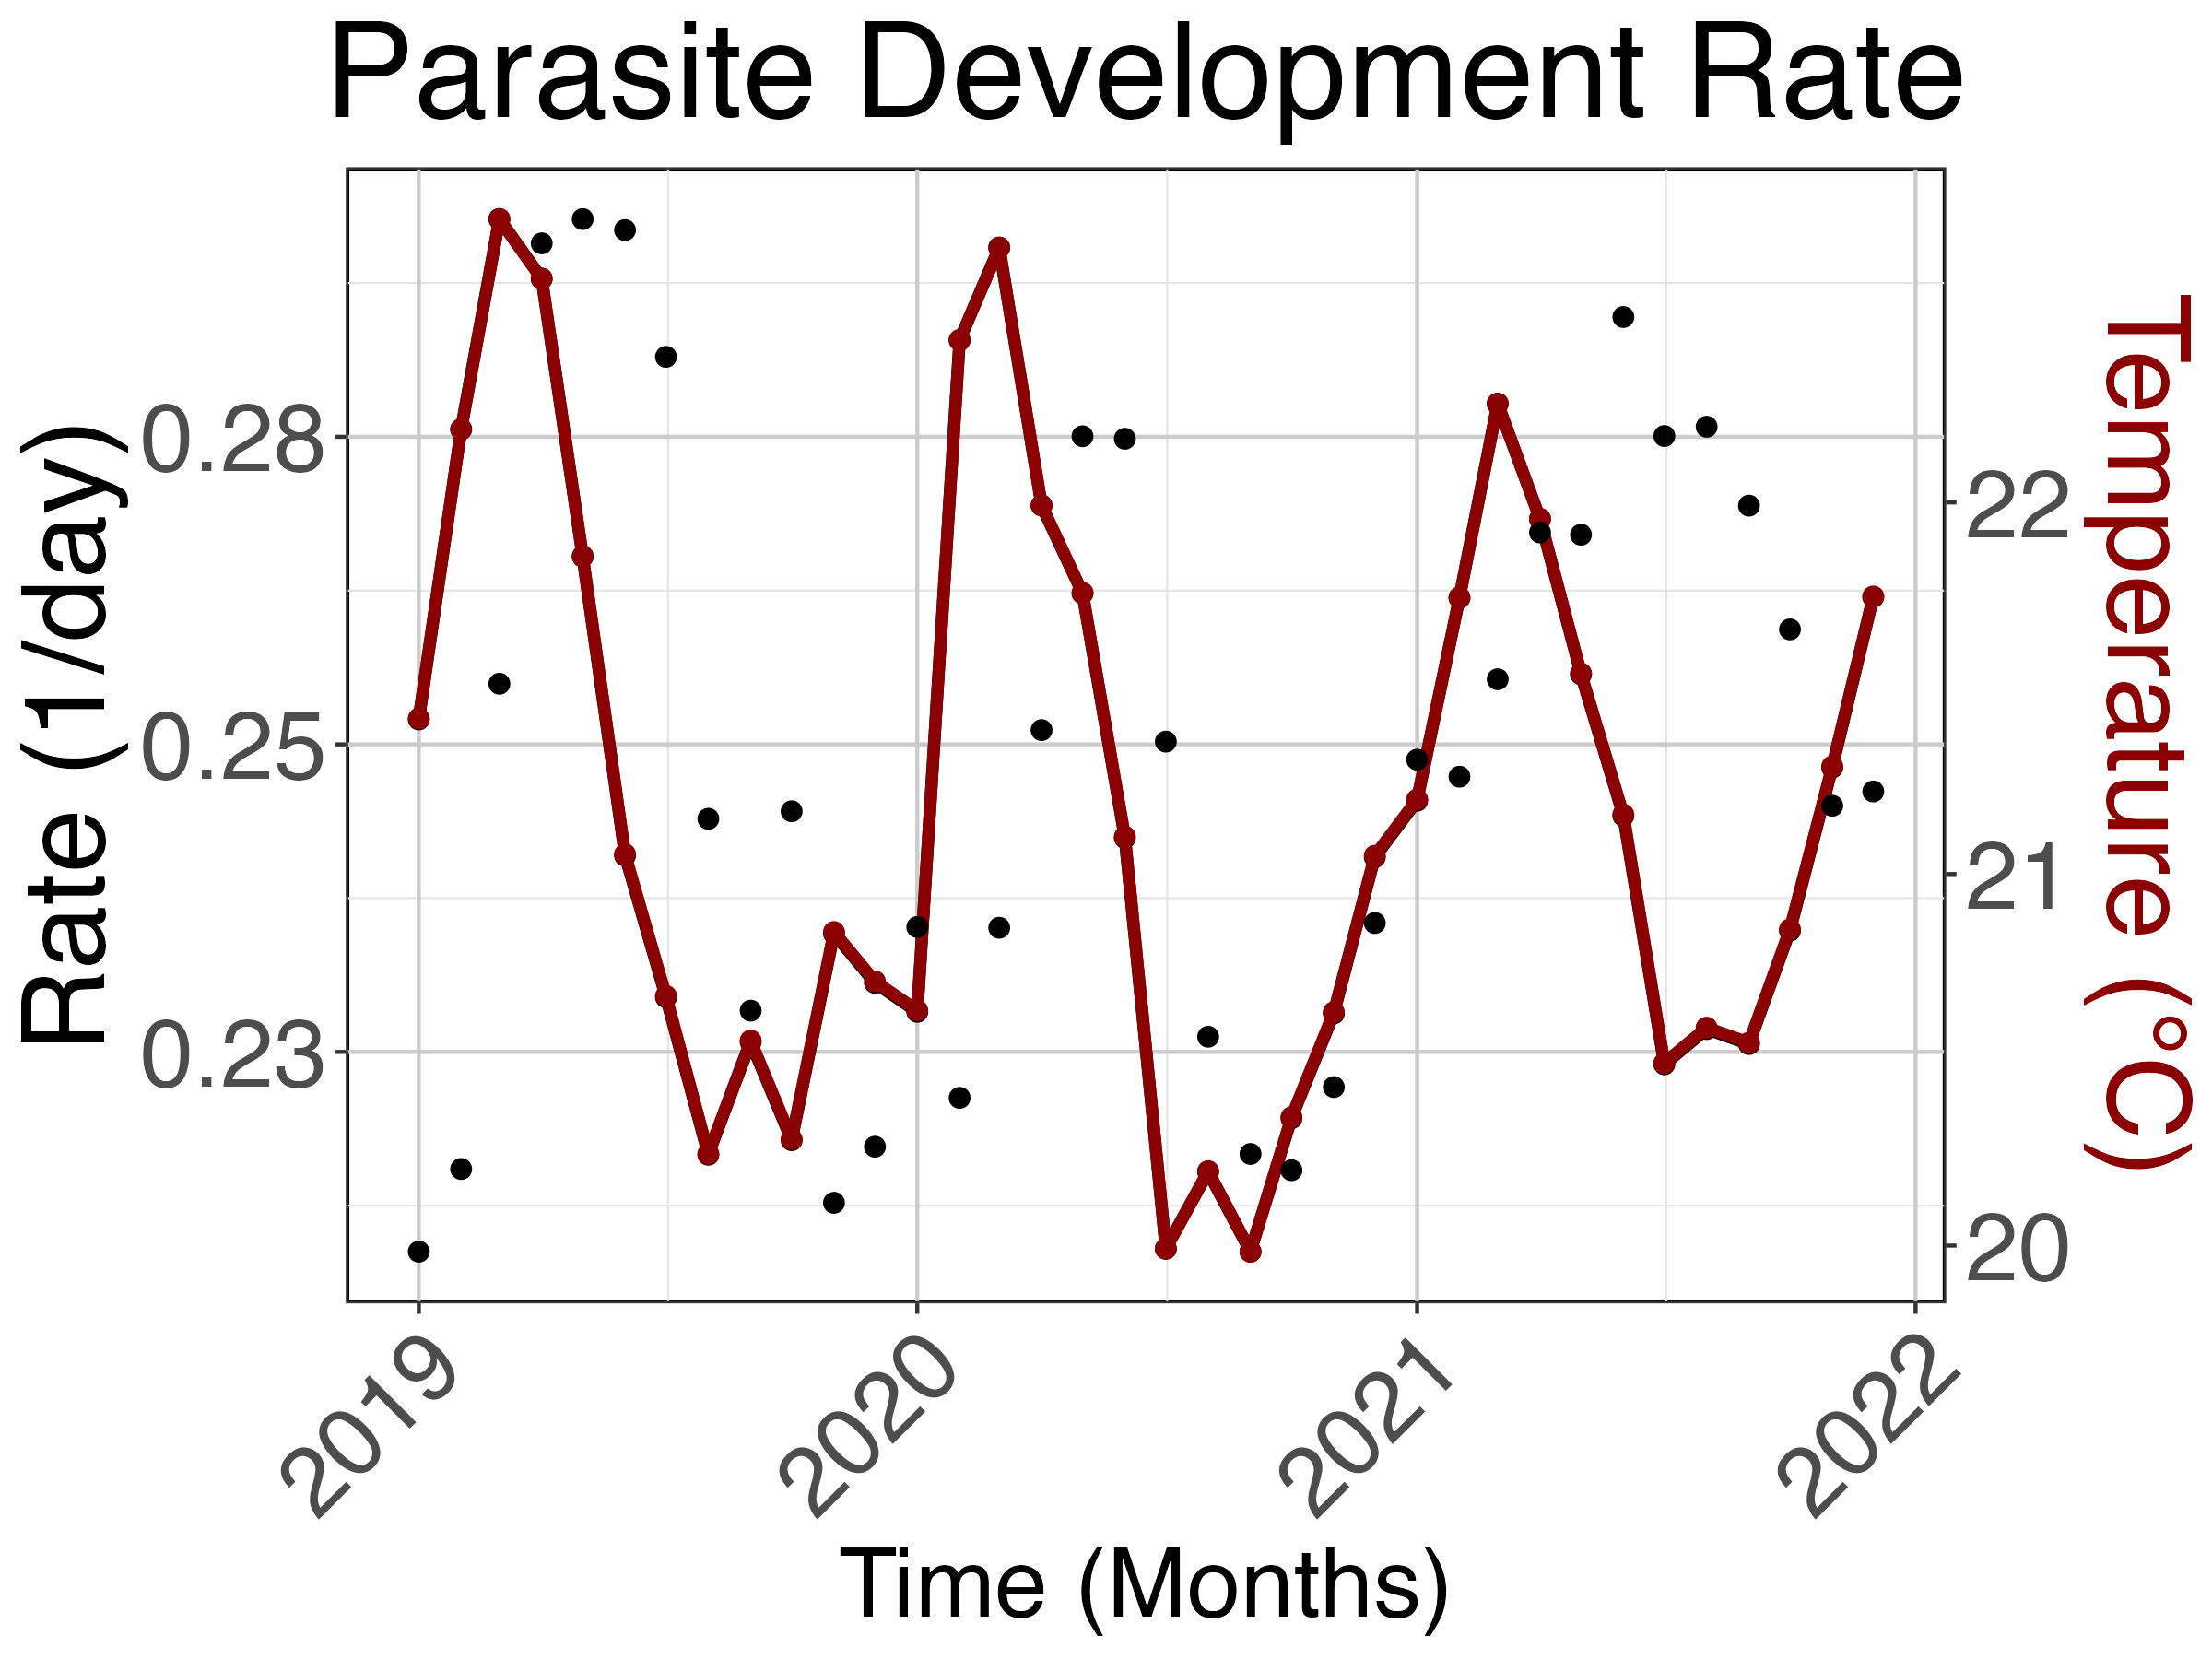 Parasite Development Rate
Rate (1/day)
0.28
0.25
0.23
22
21
20
Temperature (°C)
2019
2020
2021
2022
Time (Months)